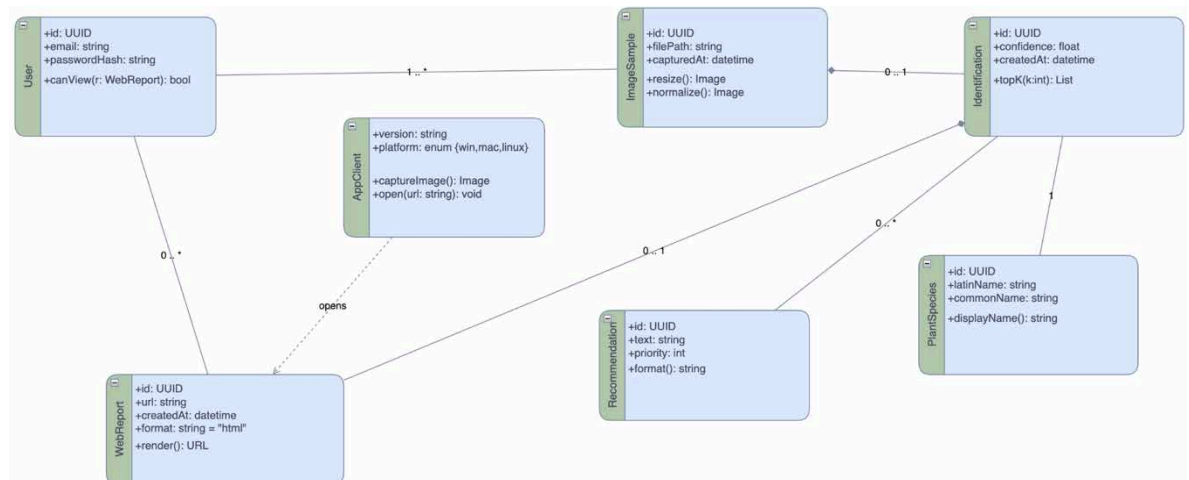 User
+id: UUID
+email: string
+passwordHash: string
+canView(r: WebReport): bool
1 .. *
ImageSample
+id: UUID
+filePath: string
+capturedAt: datetime
+resize(): Image
+normalize(): Image
0 .. 1
Identification
+id: UUID
+confidence: float
+createdAt: datetime
+topK(k:int): List
AppClient
+version: string
+platform: enum {win,mac,linux}
+captureImage(): Image
+open(url: string): void
0 .. *
opens
0 .. 1
0 .. *
1
PlantSpecies
+id: UUID
+latinName: string
+commonName: string
+displayName(): string
Recommendation
+id: UUID
+text: string
+priority: int
+format(): string
WebReport
+id: UUID
+url: string
+createdAt: datetime
+format: string = "html"
+render(): URL